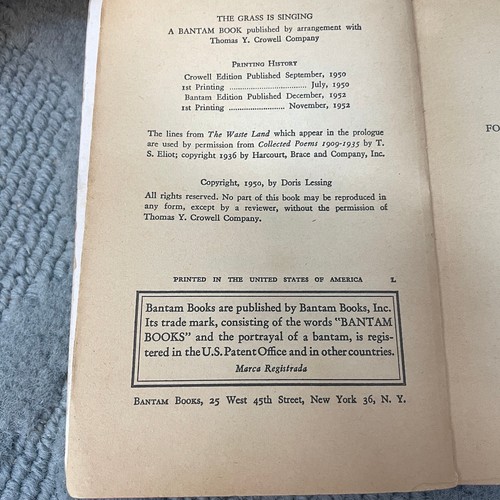 THE GRASS IS SINGING
A BANTAM BOOK published by arrangement with
Thomas Y. Crowell Company
PRINTING HISTORY
Crowell Edition Published September, 1950
1st Printing .................................. July, 1950
Bantam Edition Published December, 1952
1st Printing ........................ November, 1952
The lines from The Waste Land which appear in the prologue
are used by permission from Collected Poems 1909-1935 by T.
S. Eliot; copyright 1936 by Harcourt, Brace and Company, Inc.
Copyright, 1950, by Doris Lessing
All rights reserved. No part of this book may be reproduced in
any form, except by a reviewer, without the permission of
Thomas Y. Crowell Company.
PRINTED IN THE UNITED STATES OF AMERICA
Bantam Books are published by Bantam Books, Inc.
Its trade mark, consisting of the words "BANTAM
BOOKS" and the portrayal of a bantam, is regis-
tered in the U.S. Patent Office and in other countries.
Marca Registrada
BANTAM BOOKS, 25 West 45th Street, New York 36, N. Y.
FO